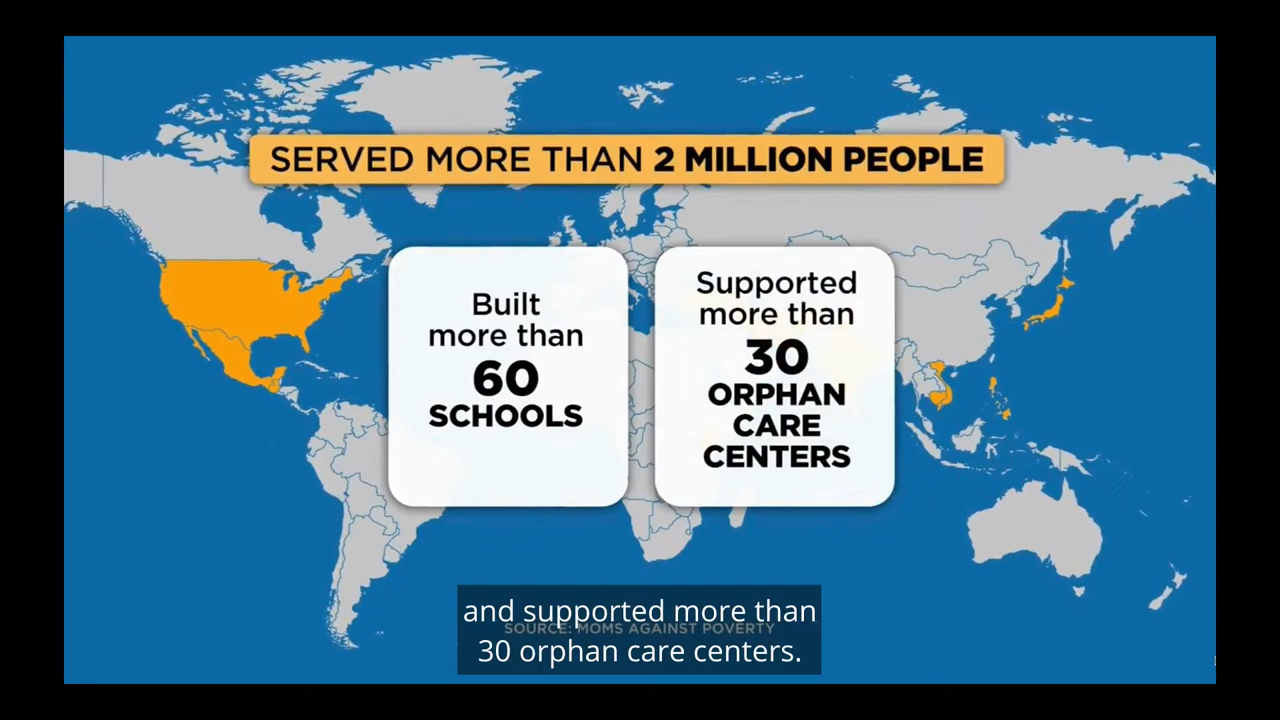 SERVED MORE THAN 2 MILLION PEOPLE
Built
more than
60
SCHOOLS
Supported
more than
30
ORPHAN
CARE
CENTERS
and supported more than
SOURCE: MOMS AGAINST POVERTY
30 orphan care centers.